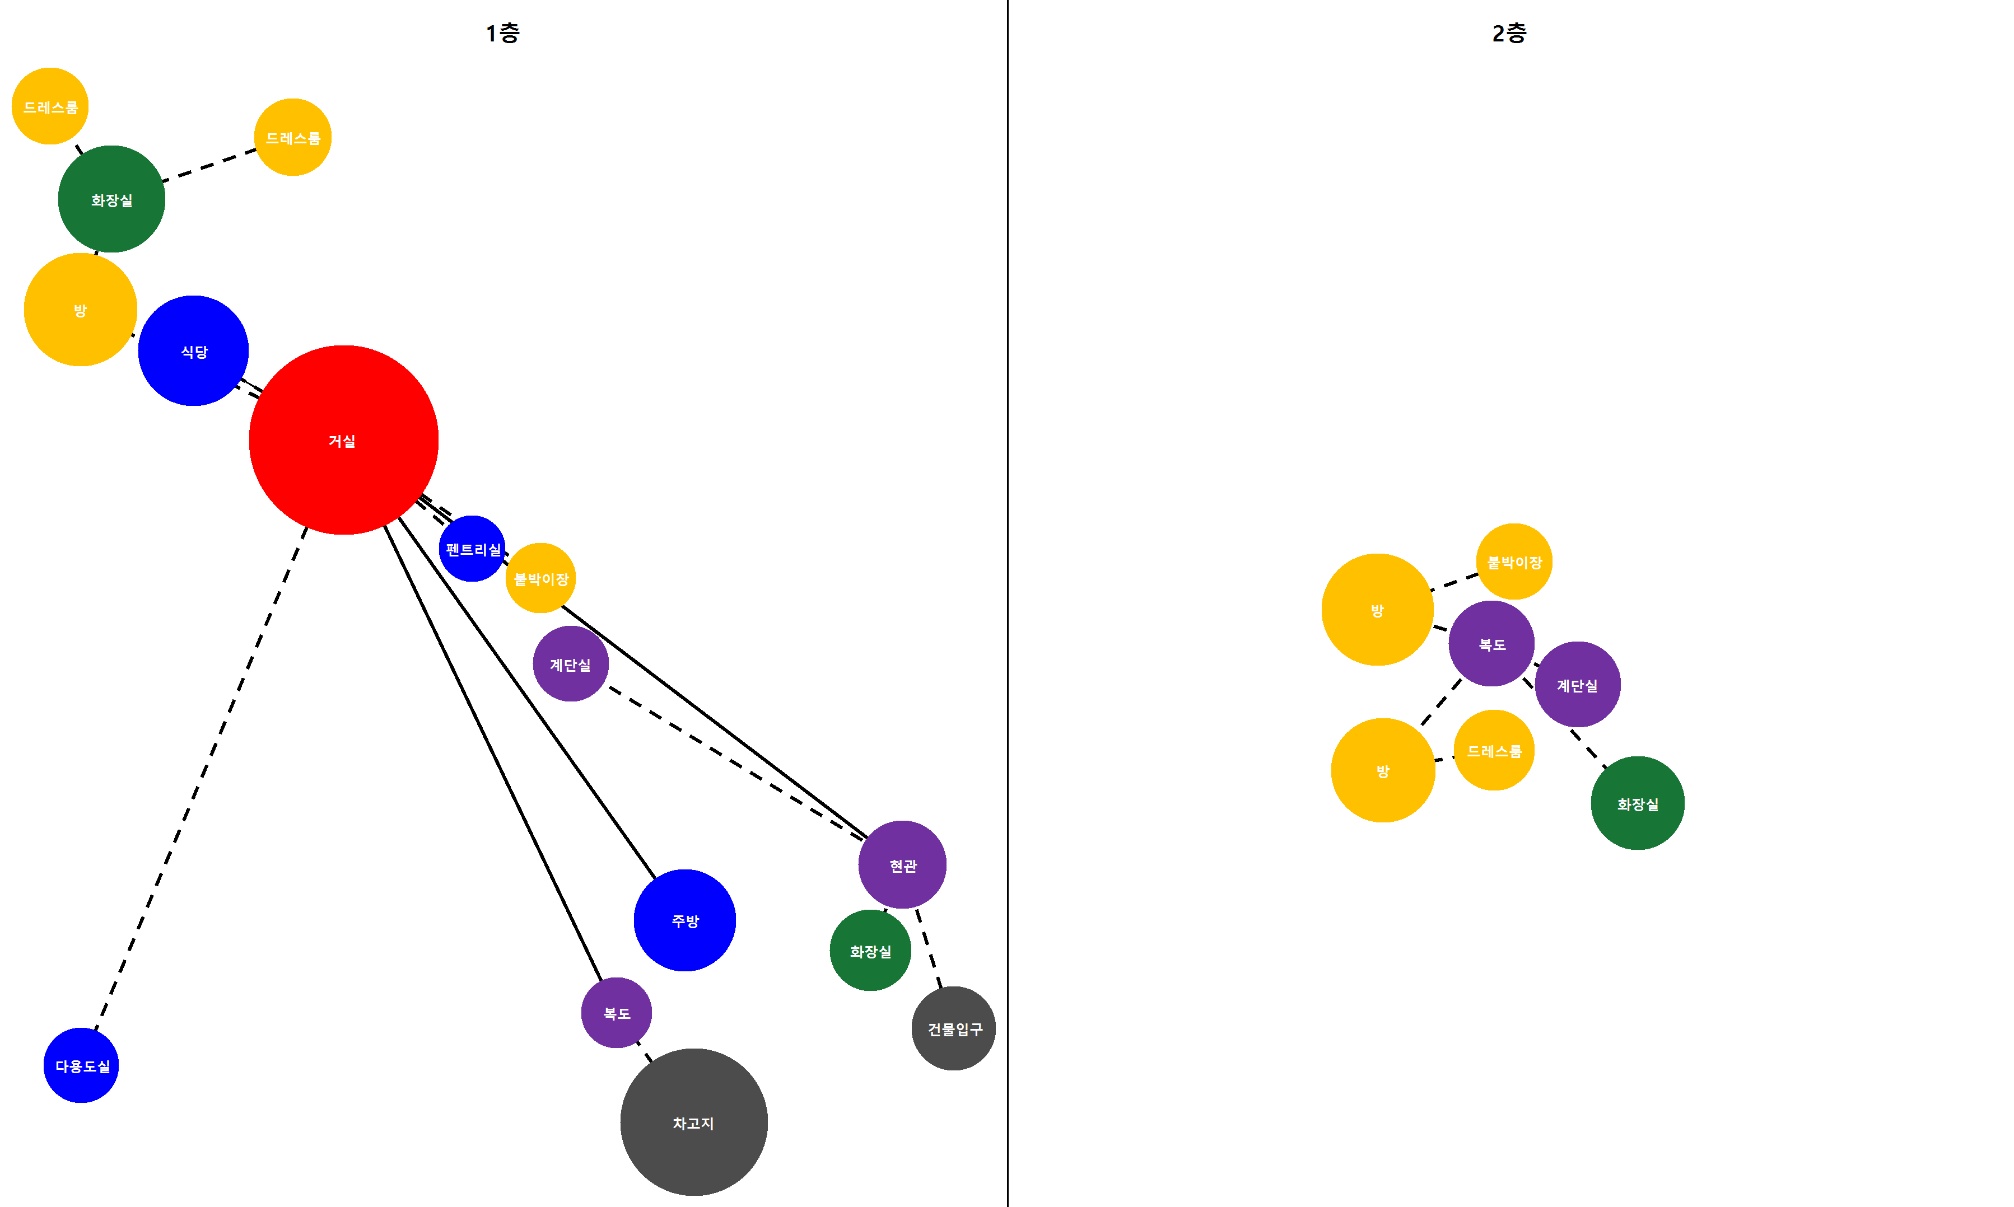 1층
드레스룸
드레스룸
화장실
방
식당
거실
펜트리실
붙박이장
계단실
현관
주방
화장실
복도
건물입구
다용도실
차고지
2층
붙박이장
방
복도
계단실
드레스룸
방
화장실